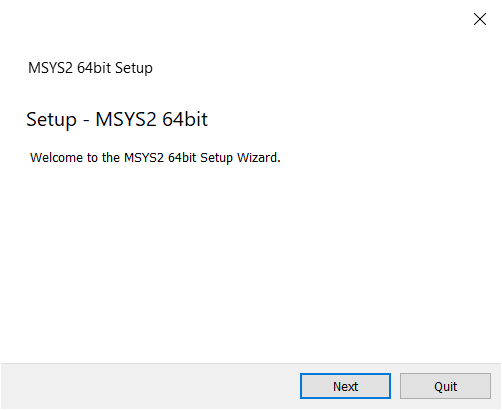 MSYS2 64bit Setup
Setup - MSYS2 64bit
Welcome to the MSYS2 64bit Setup Wizard.
Next
Quit